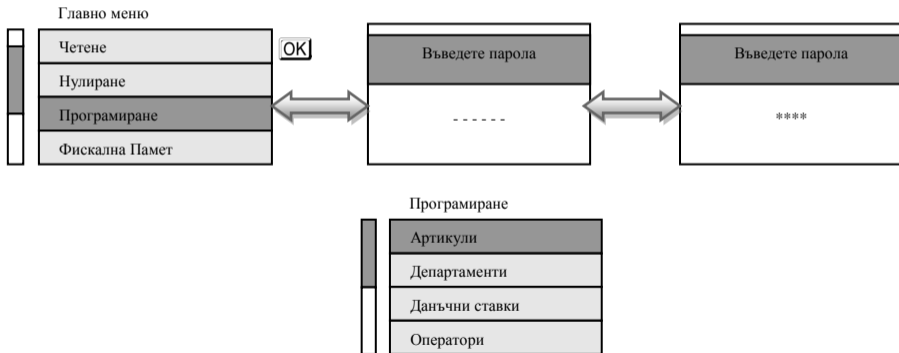 Главно меню
Четене
OK
Нулиране
Програмиране
Фискална Памет
Въведете парола
- - - - - -
Въведете парола
****
Програмиране
Артикули
Департаменти
Данъчни ставки
Оператори